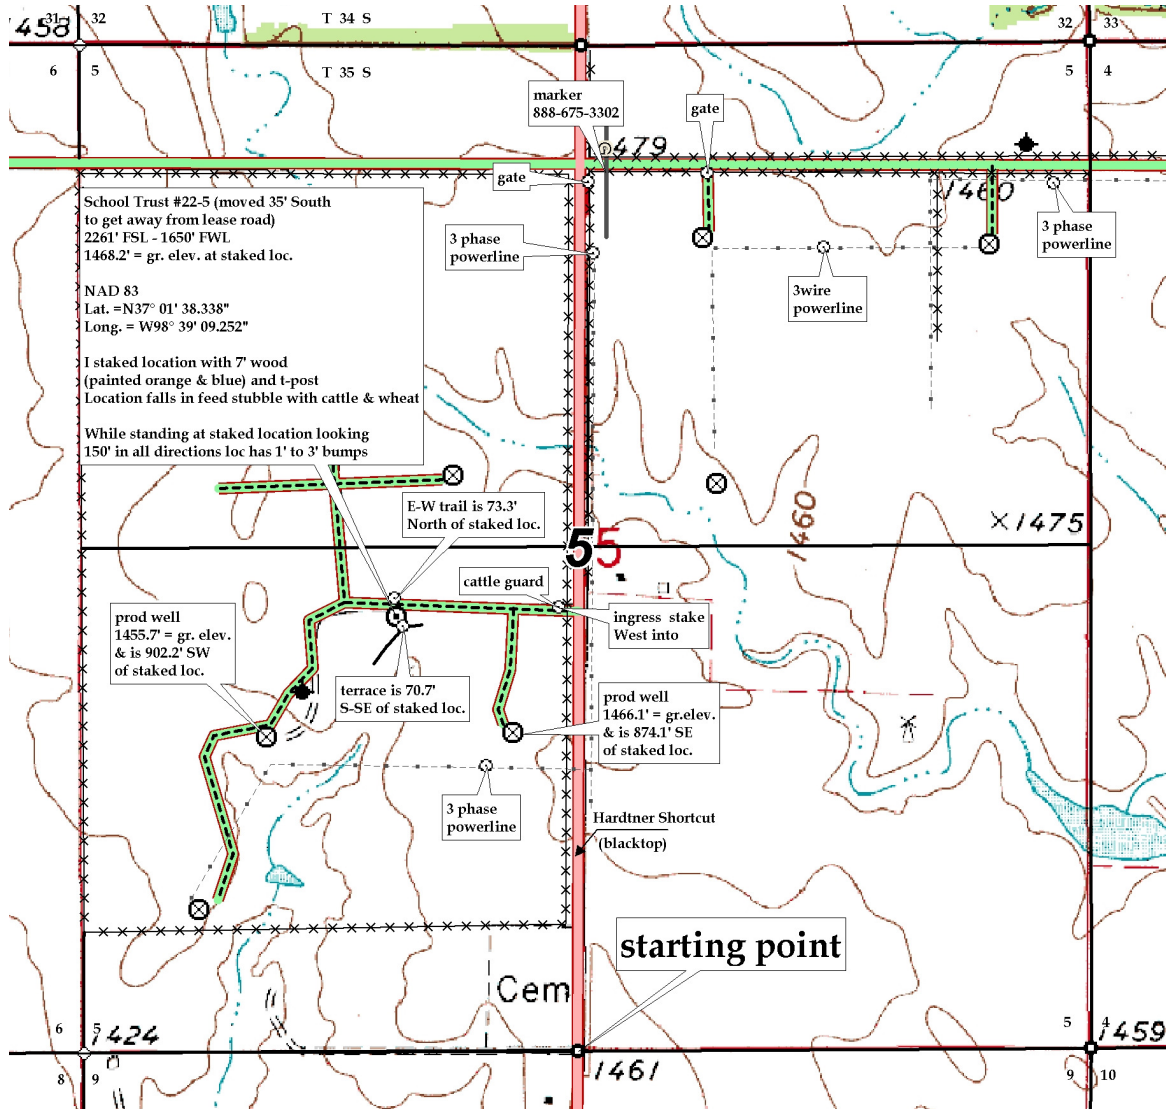 31
32
T 34 S
32
33
1458
6
5
T 35 S
5
4
marker
888-675-3302
gate
1479
gate
1460
School Trust #22-5 (moved 35' South
to get away from lease road)
2261' FSL - 1650' FWL
1468.2' = gr. elev. at staked loc.
NAD 83
Lat. =N37° 01' 38.338"
Long. = W98° 39' 09.252"
I staked location with 7' wood
(painted orange & blue) and t-post
Location falls in feed stubble with cattle & wheat
While standing at staked location looking
150' in all directions loc has 1' to 3' bumps
3 phase
powerline
3 phase
powerline
3wire
powerline
E-W trail is 73.3'
North of staked loc.
1460
1475
5
5
cattle guard
ingress stake
West into
prod well
1455.7' = gr. elev.
& is 902.2' SW
of staked loc.
terrace is 70.7'
S-SE of staked loc.
prod well
1466.1' = gr.elev.
& is 874.1' SE
of staked loc.
3 phase
powerline
Hardtner Shortcut
(blacktop)
starting point
Cem
6
5
1424
5
4
1459
8
9
1461
9
10